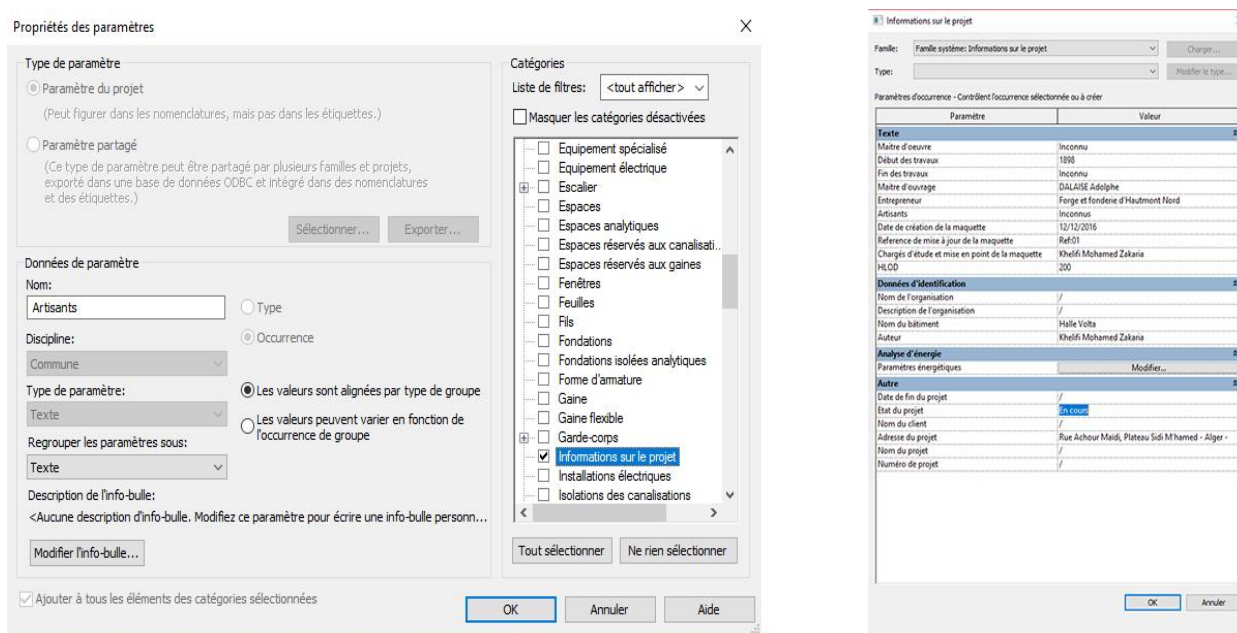 Propriétés des paramètres
Type de paramètre
Paramètre du projet
(Peut figurer dans les nomenclatures, mais pas dans les étiquettes.)
Paramètre partagé
(Ce type de paramètre peut être partagé par plusieurs familles et projets,
exporté dans une base de données ODBC et intégré dans des nomenclatures
et des étiquettes.)
Sélectionner...
Exporter...
Données de paramètre
Nom:
Artisants
Type
Discipline:
Occurrence
Commune
Type de paramètre:
Les valeurs sont alignées par type de groupe
Texte
Les valeurs peuvent varier en fonction de
l'occurrence de groupe
Regrouper les paramètres sous:
Texte
Description de l'info-bulle:
<Aucune description d'info-bulle. Modifiez ce paramètre pour écrire une info-bulle personn...
Modifier l'info-bulle...
Ajouter à tous les éléments des catégories sélectionnées
Catégories
Liste de filtres: <tout afficher>
Masquer les catégories désactivées
Equipement spécialisé
Equipement électrique
Escalier
Espaces
Espaces analytiques
Espaces réservés aux canalisati..
Espaces réservés aux gaines
Fenêtres
Feuilles
Fils
Fondations
Fondations isolées analytiques
Forme d'armature
Gaine
Gaine flexible
Garde-corps
Informations sur le projet
Installations électriques
Isolations des canalisations
Tout sélectionner
Ne rien sélectionner
OK
Annuler
Aide
Informations sur le projet
Famille: Famille système: Informations sur le projet
Charger...
Type:
Modifier le type...
Paramètres d'occurrence - Contrôlent l'occurrence sélectionnée ou à créer
Paramètre Valeur
Texte
Maitre d'oeuvre Inconnu
Début des travaux 1898
Fin des travaux Inconnu
Maitre d'ouvrage DALAISE Adolphe
Entrepreneur Forge et fonderie d'Hautmont Nord
Artisants Inconnus
Date de création de la maquette 12/12/2016
Reference de mise à jour de la maquette Ref:01
Chargés d'étude et mise en point de la maquette Khelifi Mohamed Zakaria
HLOD 200
Données d'identification
Nom de l'organisation /
Description de l'organisation /
Nom du bâtiment Halle Volta
Auteur Khelifi Mohamed Zakaria
Analyse d'énergie
Paramètres énergétiques Modifier...
Autre
Date de fin du projet /
Etat du projet En cours
Nom du client /
Adresse du projet Rue Achour Maidi, Plateau Sidi M'hamed - Alger -
Nom du projet /
Numéro de projet /
OK
Annuler